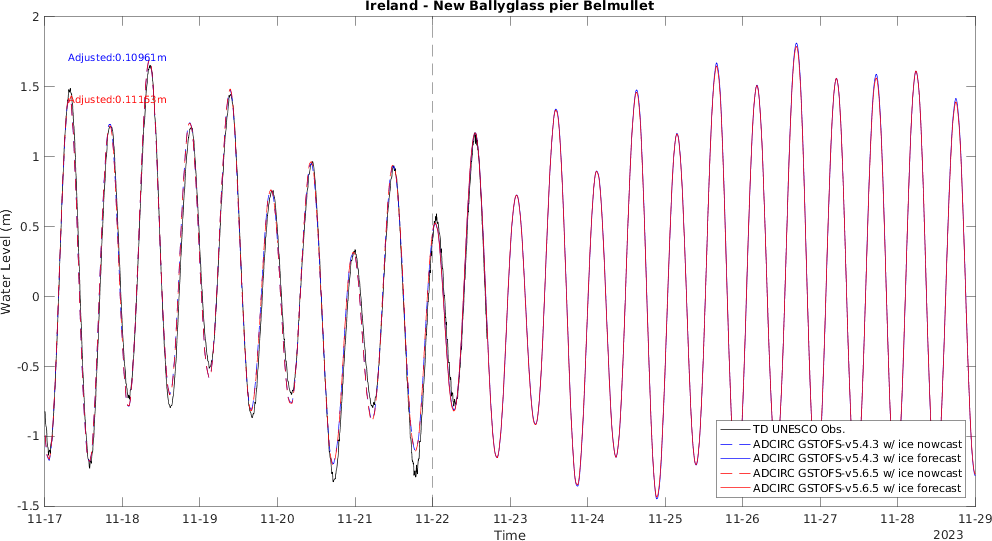 Ireland - New Ballyglass pier Belmullet
2
Adjusted:0.10961m
1.5
Adjusted:0.11163m
1
0.5
0
-0.5
-1
-1.5
Water Level (m)
TD UNESCO Obs.
ADCIRC GSTOFS-v5.4.3 w/ ice nowcast
ADCIRC GSTOFS-v5.4.3 w/ ice forecast
ADCIRC GSTOFS-v5.6.5 w/ ice nowcast
ADCIRC GSTOFS-v5.6.5 w/ ice forecast
11-17 11-18 11-19 11-20 11-21 11-22 11-23 11-24 11-25 11-26 11-27 11-28 11-29
Time
2023